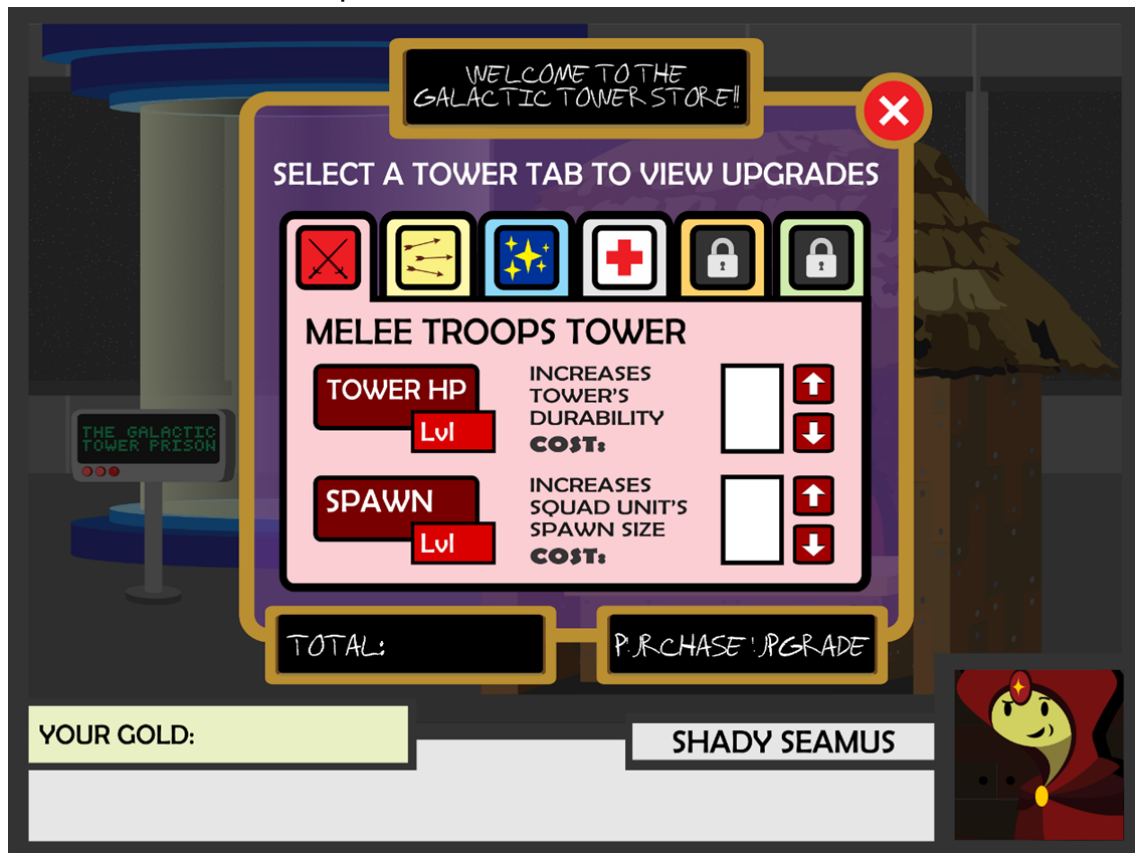 WELCOME TO THE
GALACTIC TOWER STORE!!
SELECT A TOWER TAB TO VIEW UPGRADES
MELEE TROOPS TOWER
TOWER HP
Lvl
INCREASES
TOWER'S
DURABILITY
COST:
SPAWN
Lvl
INCREASES
SQUAD UNIT'S
SPAWN SIZE
COST:
THE GALACTIC
TOWER PRISON
TOTAL:
PURCHASE UPGRADE
YOUR GOLD:
SHADY SEAMUS